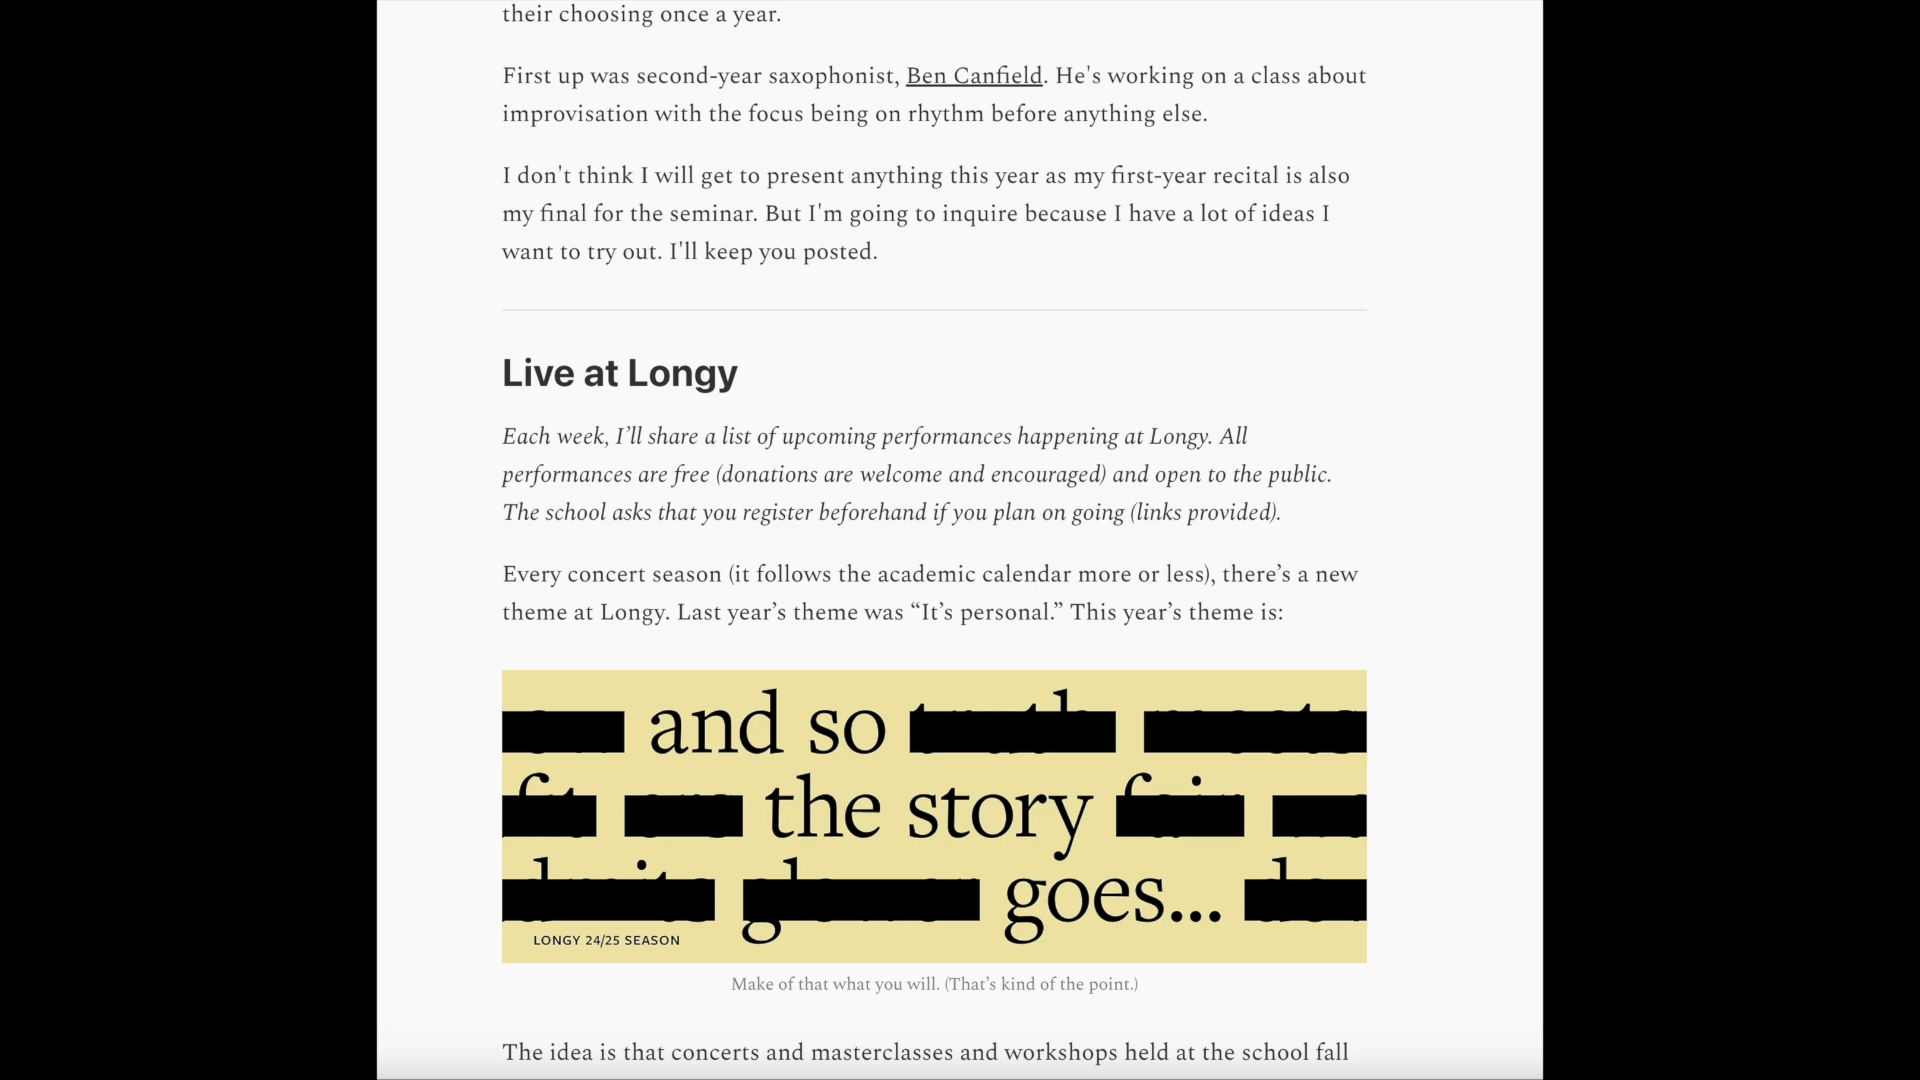 their choosing once a year.
First up was second-year saxophonist, Ben Canfield. He's working on a class about
improvisation with the focus being on rhythm before anything else.
I don't think I will get to present anything this year as my first-year recital is also
my final for the seminar. But I'm going to inquire because I have a lot of ideas I
want to try out. I'll keep you posted.
Live at Longy
Each week, I’ll share a list of upcoming performances happening at Longy. All
performances are free (donations are welcome and encouraged) and open to the public.
The school asks that you register beforehand if you plan on going (links provided).
Every concert season (it follows the academic calendar more or less), there’s a new
theme at Longy. Last year’s theme was “It’s personal.” This year’s theme is:
and so
the story
goes...
LONGY 24/25 SEASON
Make of that what you will. (That’s kind of the point.)
The idea is that concerts and masterclasses and workshops held at the school fall